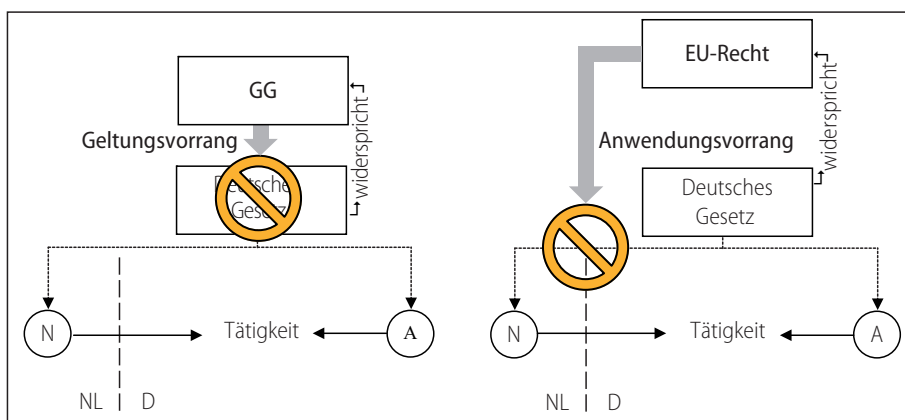 GG
Geltungsvorrang
widerspricht
Deutsches
Gesetz
N
Tätigkeit
A
NL
D
EU-Recht
Anwendungsvorrang
widerspricht
Deutsches
Gesetz
N
Tätigkeit
A
NL
D